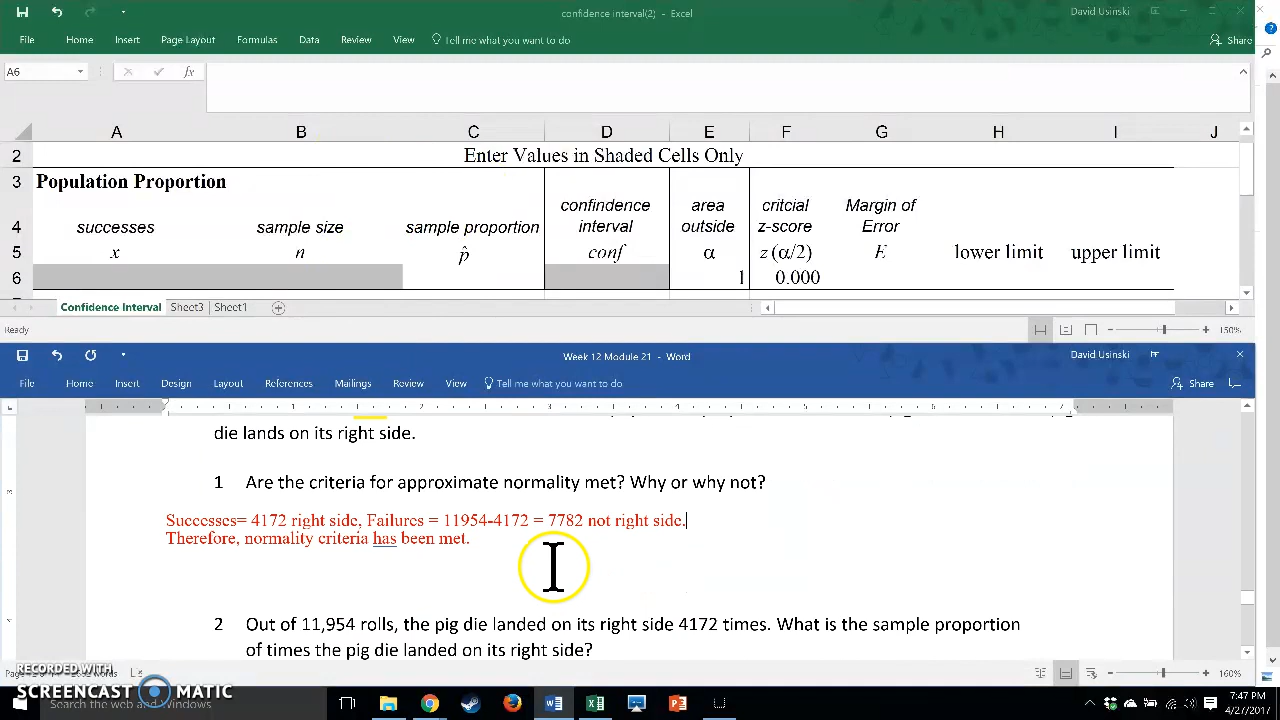 confidence interval(2) - Excel
David Usinski
File Home Insert Page Layout Formulas Data Review View Tell me what you want to do Share
A6 fx
A B C D E F G H I J
2 Enter Values in Shaded Cells Only
3 Population Proportion
confindence area critcial Margin of
4 successes sample size sample proportion interval outside z-score Error
5 x n p̂ conf α z (α/2) E lower limit upper limit
6 1 0.000
Confidence Interval Sheet3 Sheet1
Ready 150%
Week 12 Module 21 - Word
David Usinski
File Home Insert Design Layout References Mailings Review View Tell me what you want to do Share
die lands on its right side.
1 Are the criteria for approximate normality met? Why or why not?
Successes= 4172 right side, Failures = 11954-4172 = 7782 not right side.
Therefore, normality criteria has been met.
2 Out of 11,954 rolls, the pig die landed on its right side 4172 times. What is the sample proportion
of times the pig die landed on its right side?
RECORDED WITH
SCREENCAST MATIC
160%
Search the web and Windows
7:47 PM
4/27/2017